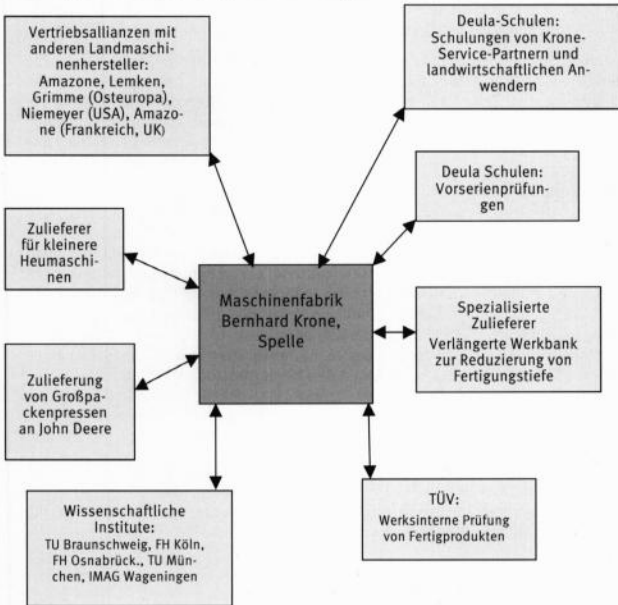 Vertriebsallianzen mit
anderen Landmaschi-
nenhersteller:
Amazone, Lemken,
Grimme (Osteuropa),
Niemeyer (USA), Amazo-
ne (Frankreich, UK)
Deula-Schulen:
Schulungen von Krone-
Service-Partnern und
landwirtschaftlichen An-
wendern
Deula Schulen:
Vorserienprüfun-
gen
Zulieferer
für kleinere
Heumaschi-
nen
Maschinenfabrik
Bernhard Krone,
Spelle
Spezialisierte
Zulieferer
Verlängerte Werkbank
zur Reduzierung von
Fertigungstiefe
Zulieferung
von Großpa-
ckenpressen
an John Deere
Wissenschaftliche
Institute:
TU Braunschweig, FH Köln,
FH Osnabrück., TU Mün-
chen, IMAG Wageningen
TÜV:
Werksinterne Prüfung
von Fertigprodukten